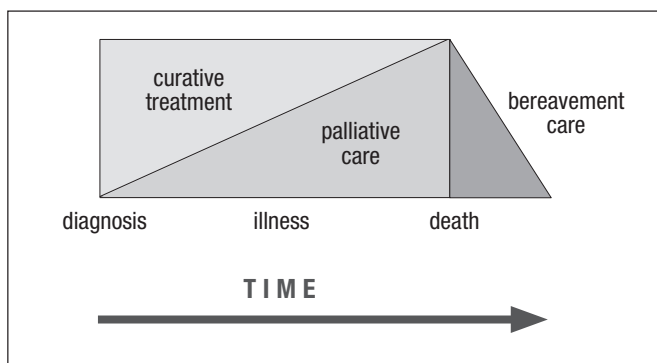 curative
treatment
palliative
care
bereavement
care
diagnosis illness death
TIME